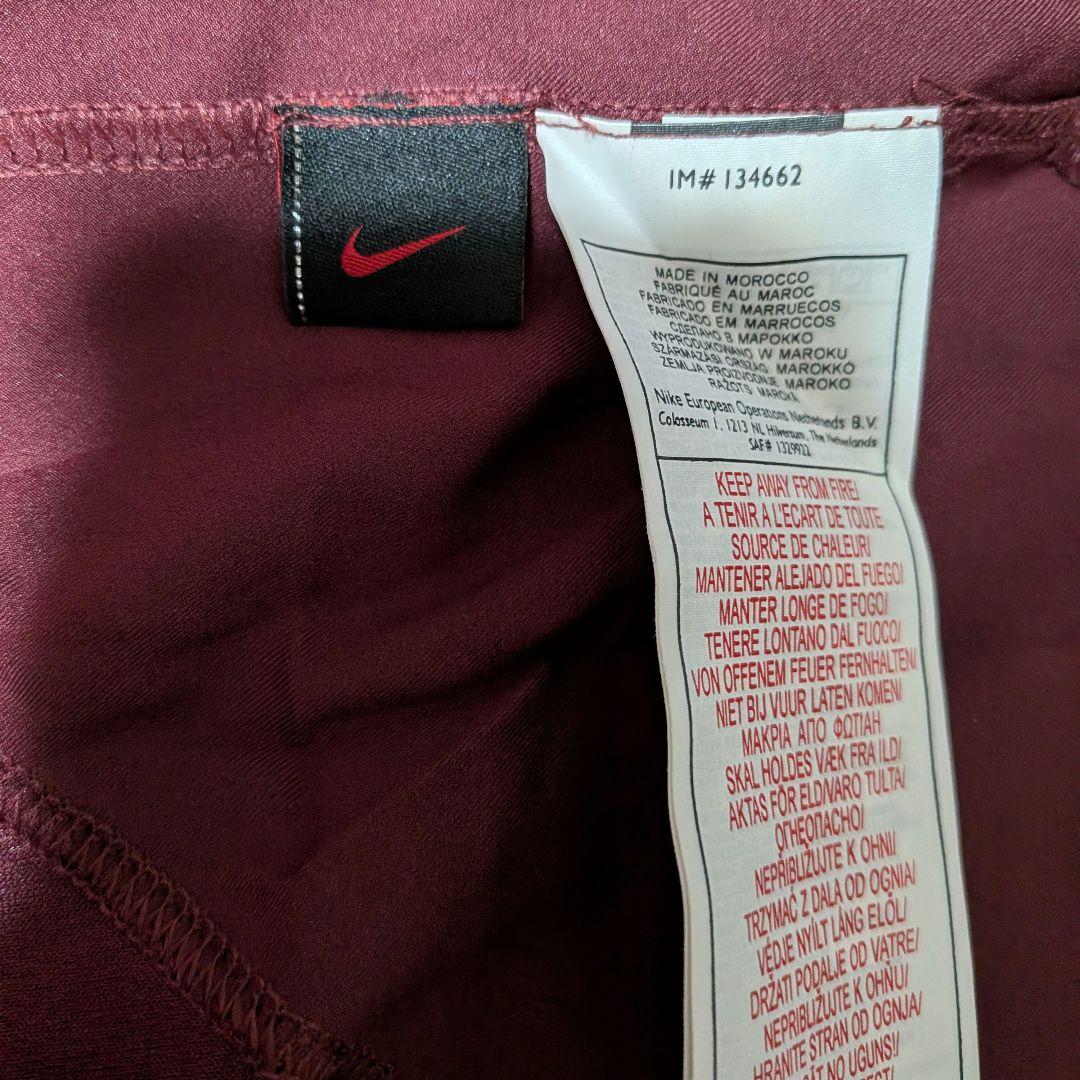 IM# 134662
MADE IN MOROCCO
FABRIQUÉ AU MAROC
FABRICADO EN MARRUECOS
FABRICADO EM MARROCOS
СДЕЛАНО В МАРОККО
WYPRODUKOWANO W MAROKU
SZÁRMAZÁSI ORSZÁG MAROKKÓ
ZEMLJA PROIZVODNJE MAROKO
RAŽOTS MAROKĀ
Nike European Operations Netherlands B.V.
Colosseum 1, 1213 NL Hilversum, The Netherlands
SAF# 1329922
KEEP AWAY FROM FIRE/
A TENIR A L'ECART DE TOUTE
SOURCE DE CHALEUR/
MANTENER ALEJADO DEL FUEGO/
MANTER LONGE DE FOGO/
TENERE LONTANO DAL FUOCO/
VON OFFENEM FEUER FERNHALTEN/
NIET BIJ VUUR LATEN KOMEN/
ΜΑΚΡΙΑ ΑΠΟ ΦΩΤΙΑΗ
SKAL HOLDES VÆK FRA ILD/
AKTAS FÖR ELD/VARO TULTA/
ОГНЕОПАСНО/
NEPŘIBLIŽUJTE K OHNI/
TRZYMAĆ Z DALA OD OGNIA/
VÉDJE NYÍLT LÁNG ELŐL/
DRŽATI PODALJE OD VATRE/
NEPRIBLIŽUJTE K OHŇU/
HRANITE STRAN OD OGNJA/
NO UGUNS!/